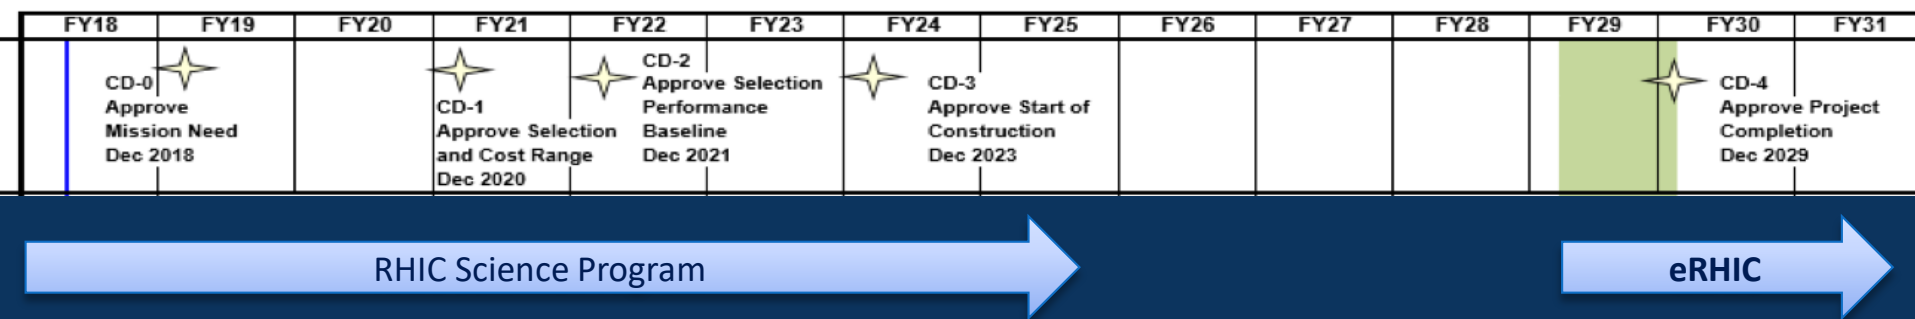 FY18 FY19 FY20 FY21 FY22 FY23 FY24 FY25 FY26 FY27 FY28 FY29 FY30 FY31
CD-0
Approve
Mission Need
Dec 2018
CD-1
Approve Selection
and Cost Range
Dec 2020
CD-2
Approve Selection
Performance
Baseline
Dec 2021
CD-3
Approve Start of
Construction
Dec 2023
CD-4
Approve Project
Completion
Dec 2029
RHIC Science Program
eRHIC